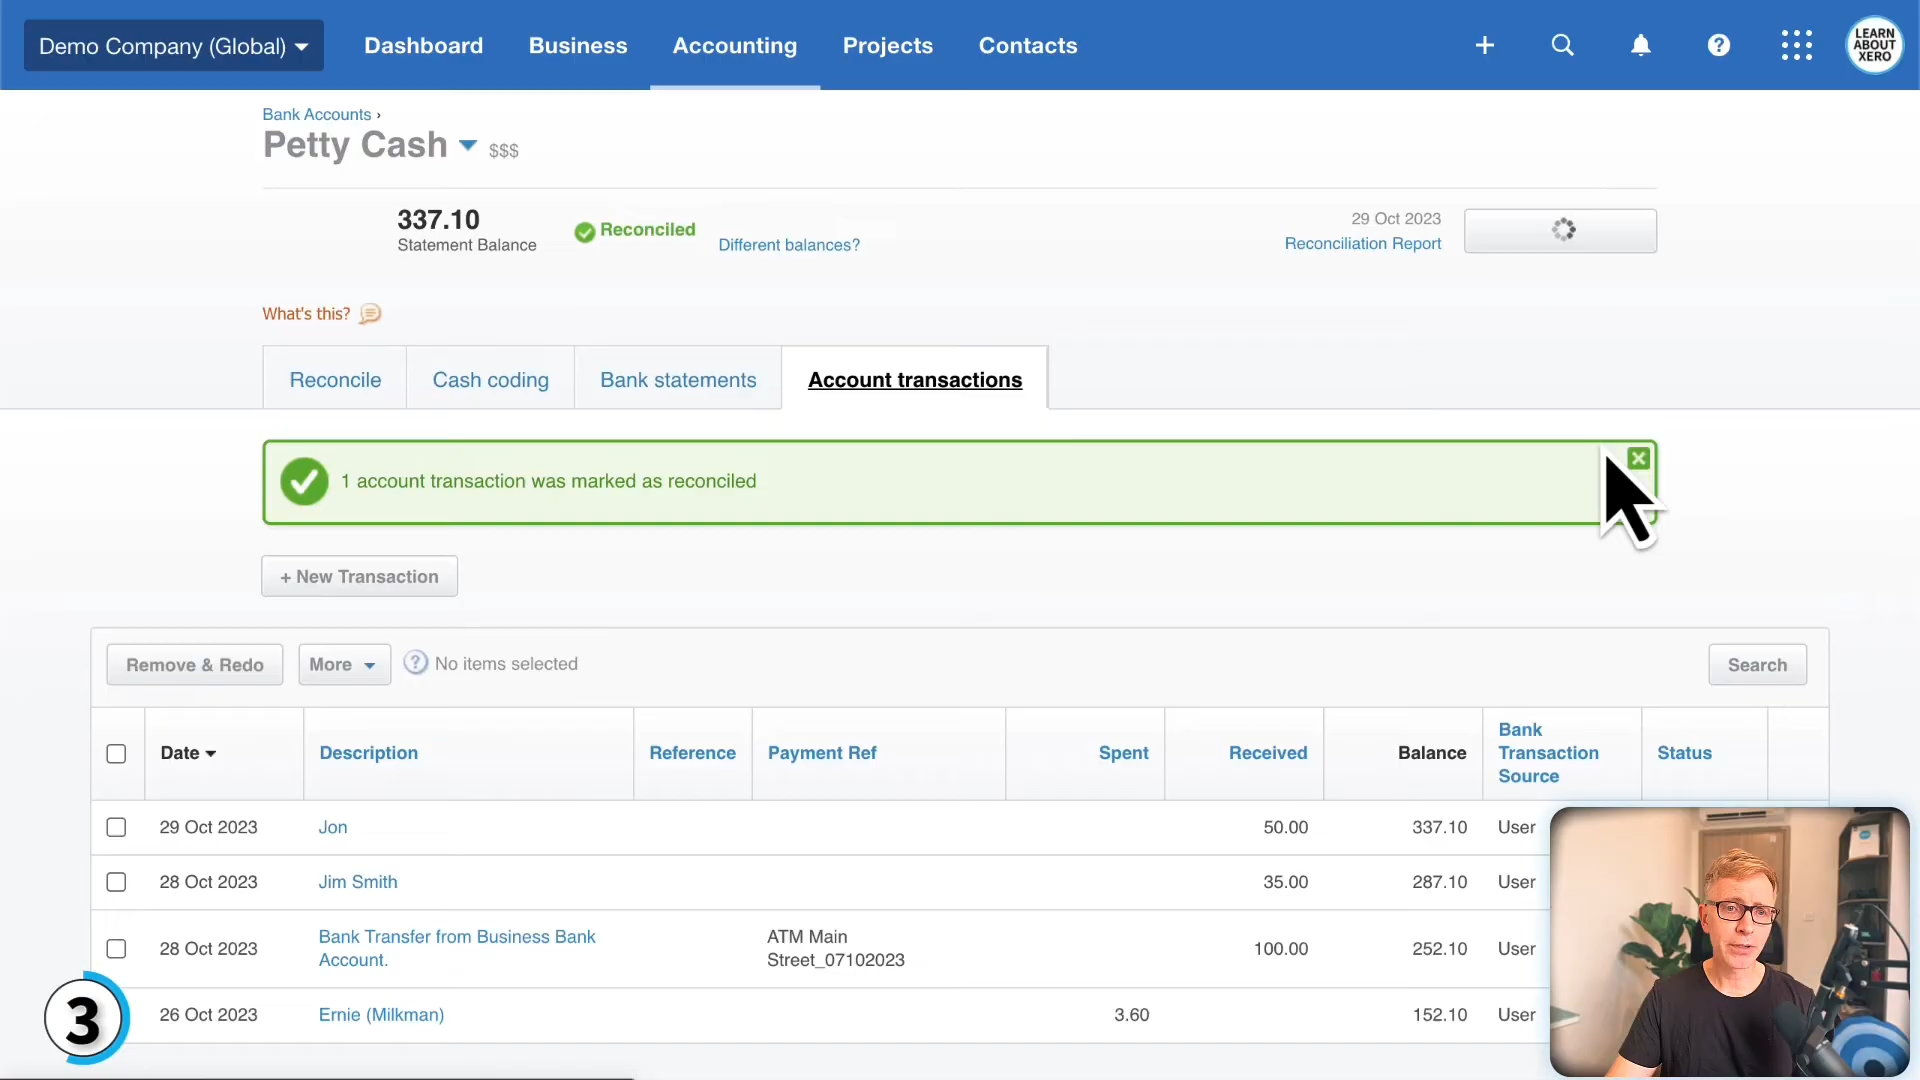 Demo Company (Global)
Dashboard
Business
Accounting
Projects
Contacts
?
LEARN
ABOUT
XERO
Bank Accounts ›
Petty Cash
$$$
337.10
Statement Balance
Reconciled
Different balances?
29 Oct 2023
Reconciliation Report
What's this?
Reconcile
Cash coding
Bank statements
Account transactions
1 account transaction was marked as reconciled
+ New Transaction
Remove & Redo
More
? No items selected
Search
Date
Description
Reference
Payment Ref
Spent
Received
Balance
Bank
Transaction
Source
Status
29 Oct 2023 Jon 50.00 337.10 User
28 Oct 2023 Jim Smith 35.00 287.10 User
28 Oct 2023 Bank Transfer from Business Bank
Account.
ATM Main
Street_07102023
100.00 252.10 User
26 Oct 2023 Ernie (Milkman) 3.60 152.10 User
3